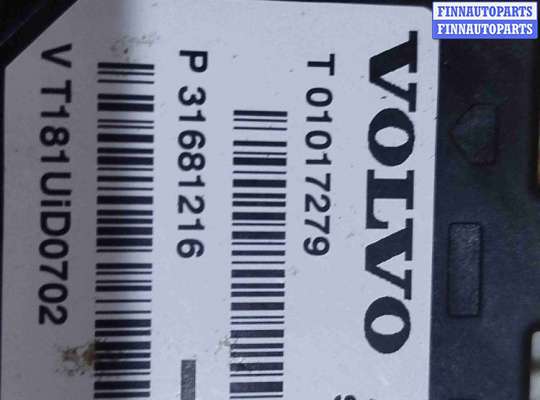 FINNAUTOPARTS
FINNAUTOPARTS
VOLVO
T 01017279
P 31681216
V T181UiD0702